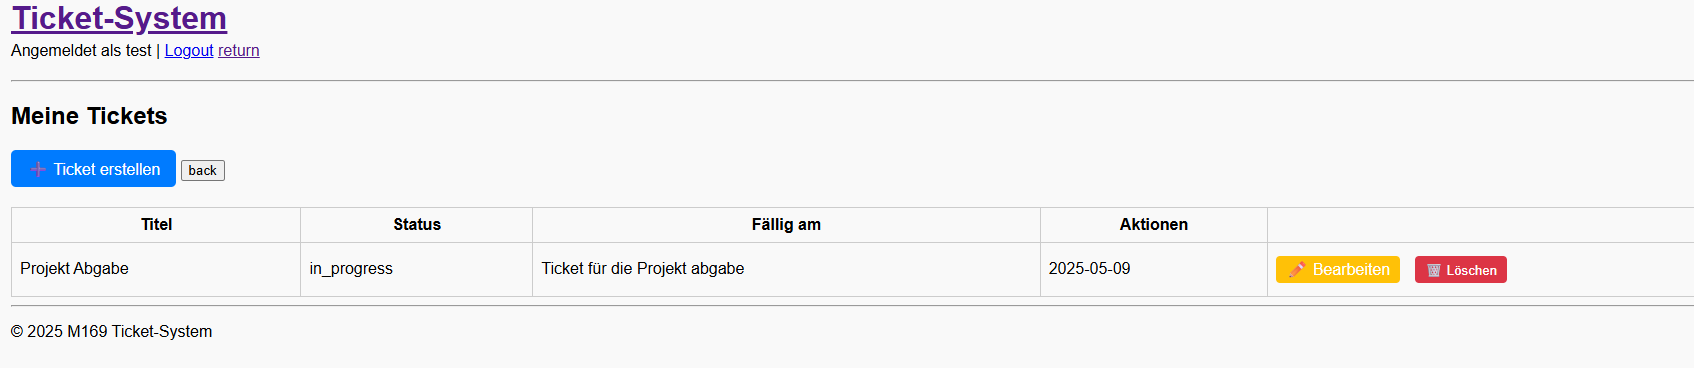 Ticket-System
Angemeldet als test | Logout return
Meine Tickets
Ticket erstellen back
Titel Status Fällig am Aktionen
Projekt Abgabe in_progress Ticket für die Projekt abgabe 2025-05-09 Bearbeiten Löschen
© 2025 M169 Ticket-System